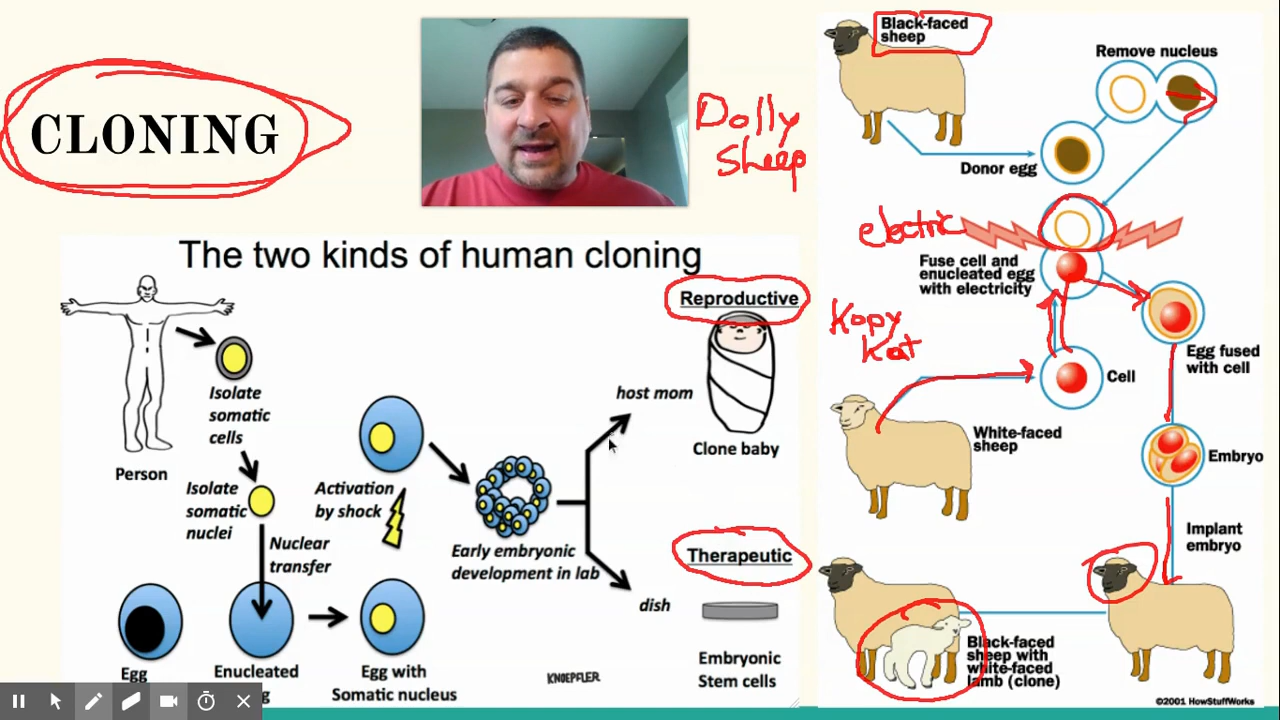 CLONING
Dolly
Sheep
The two kinds of human cloning
Person
Isolate
somatic
cells
Isolate
somatic
nuclei
Nuclear
transfer
Activation
by shock
Early embryonic
development in lab
host mom
Reproductive
Clone baby
Therapeutic
dish
Embryonic
Stem cells
Egg
Enucleated
Egg with
Somatic nucleus
KNOEPFLER
Black-faced
sheep
Remove nucleus
Donor egg
electric
Fuse cell and
enucleated egg
with electricity
Kopy
Kat
Egg fused
with cell
Cell
White-faced
sheep
Embryo
Implant
embryo
Black-faced
sheep with
white-faced
lamb (clone)
©2001 HowStuffWorks